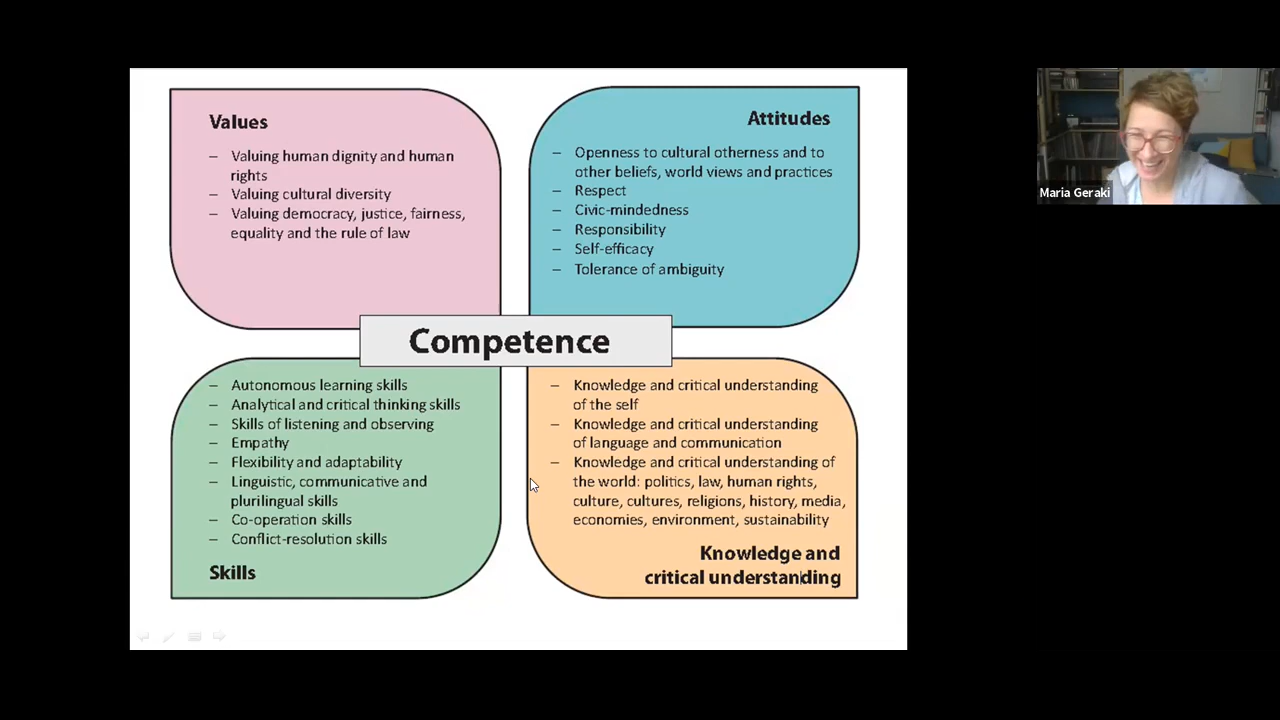 Values
– Valuing human dignity and human
rights
– Valuing cultural diversity
– Valuing democracy, justice, fairness,
equality and the rule of law
Attitudes
– Openness to cultural otherness and to
other beliefs, world views and practices
– Respect
– Civic-mindedness
– Responsibility
– Self-efficacy
– Tolerance of ambiguity
Competence
– Autonomous learning skills
– Analytical and critical thinking skills
– Skills of listening and observing
– Empathy
– Flexibility and adaptability
– Linguistic, communicative and
plurilingual skills
– Co-operation skills
– Conflict-resolution skills
Skills
– Knowledge and critical understanding
of the self
– Knowledge and critical understanding
of language and communication
– Knowledge and critical understanding of
the world: politics, law, human rights,
culture, cultures, religions, history, media,
economies, environment, sustainability
Knowledge and
critical understanding
Maria Geraki